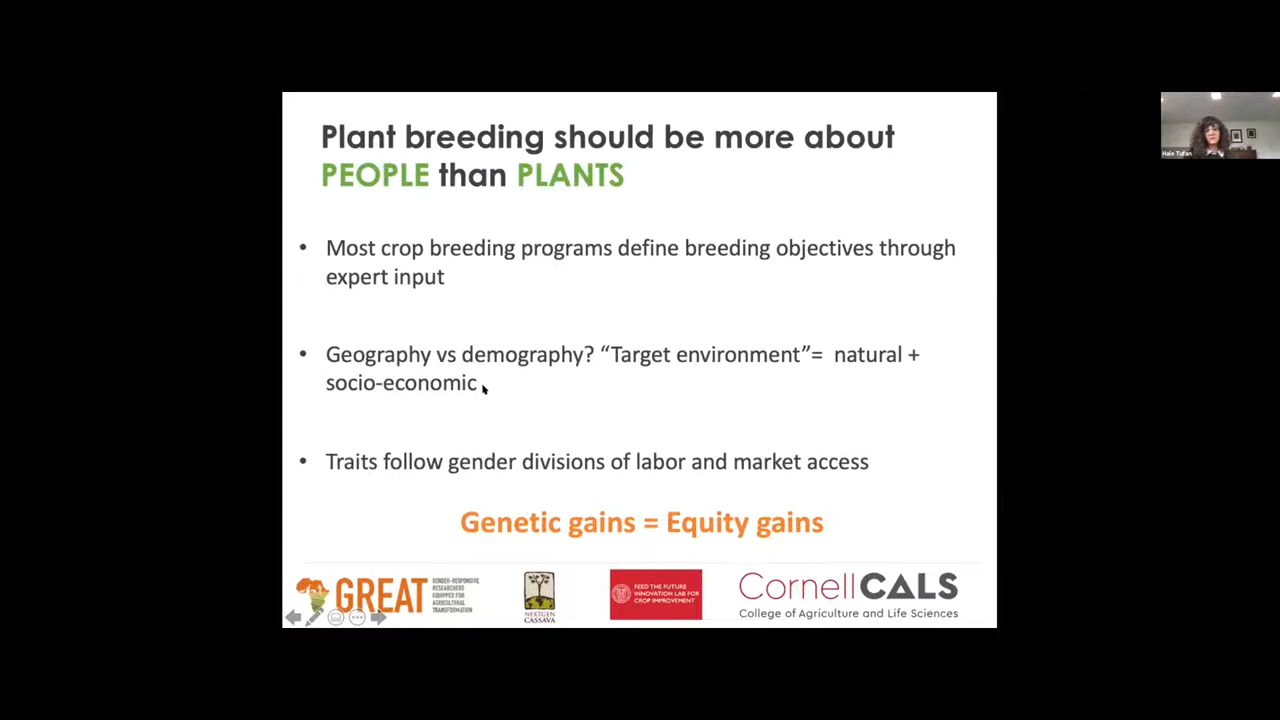 Plant breeding should be more about
PEOPLE than PLANTS
• Most crop breeding programs define breeding objectives through
expert input
• Geography vs demography? “Target environment”= natural +
socio-economic
• Traits follow gender divisions of labor and market access
Genetic gains = Equity gains
GREAT
GENDER-RESPONSIVE
RESEARCHERS
EQUIPPED FOR
AGRICULTURAL
TRANSFORMATION
NEXTGEN
CASSAVA
FEED THE FUTURE
INNOVATION LAB FOR
CROP IMPROVEMENT
CornellCALS
College of Agriculture and Life Sciences
Hale Tufan